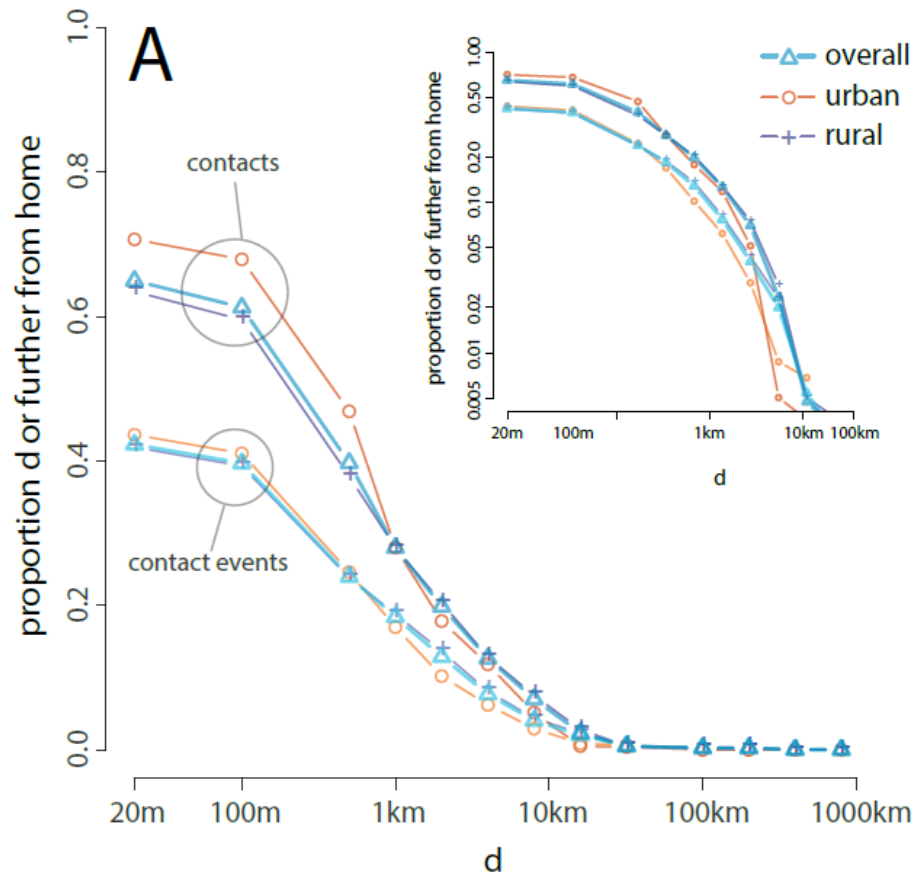 A
contacts
contact events
proportion d or further from home
1.0
0.8
0.6
0.4
0.2
0.0
20m 100m 1km 10km 100km 1000km
d
overall
urban
rural
proportion d or further from home
1.00
0.50
0.20
0.10
0.05
0.02
0.01
0.005
20m 100m 1km 10km 100km
d